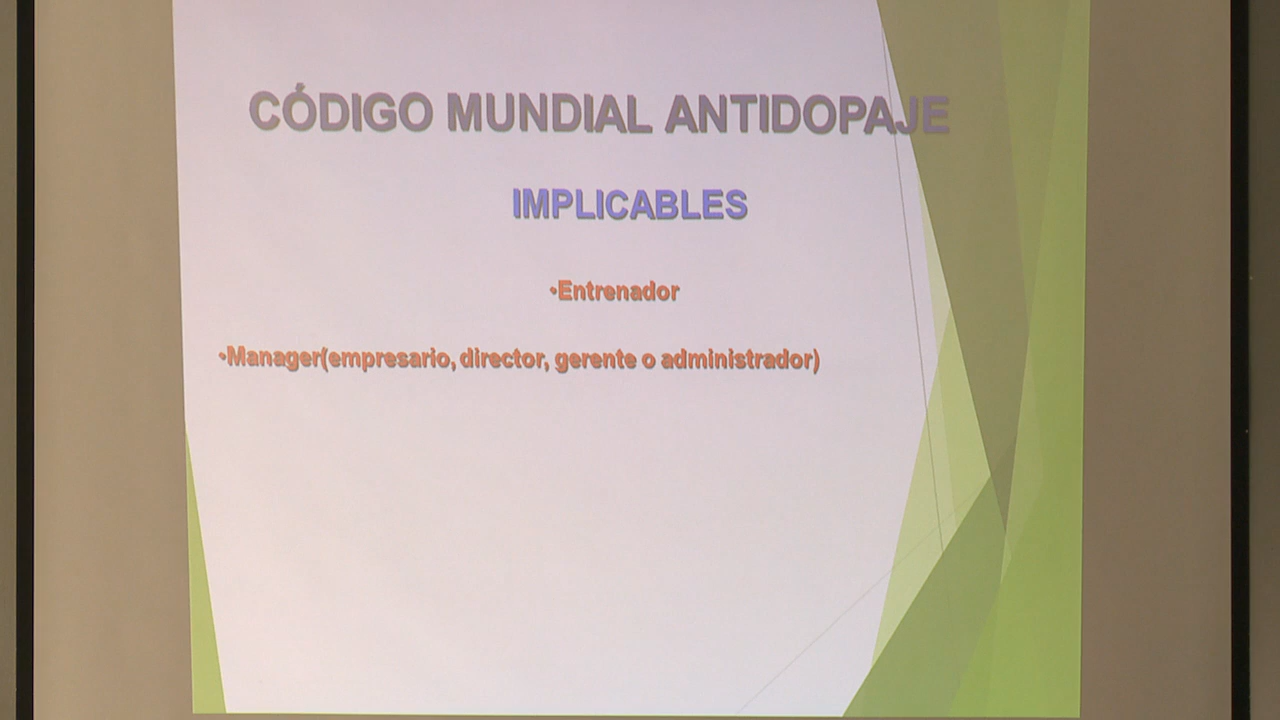 CÓDIGO MUNDIAL ANTIDOPAJE
IMPLICABLES
•Entrenador
•Manager(empresario, director, gerente o administrador)